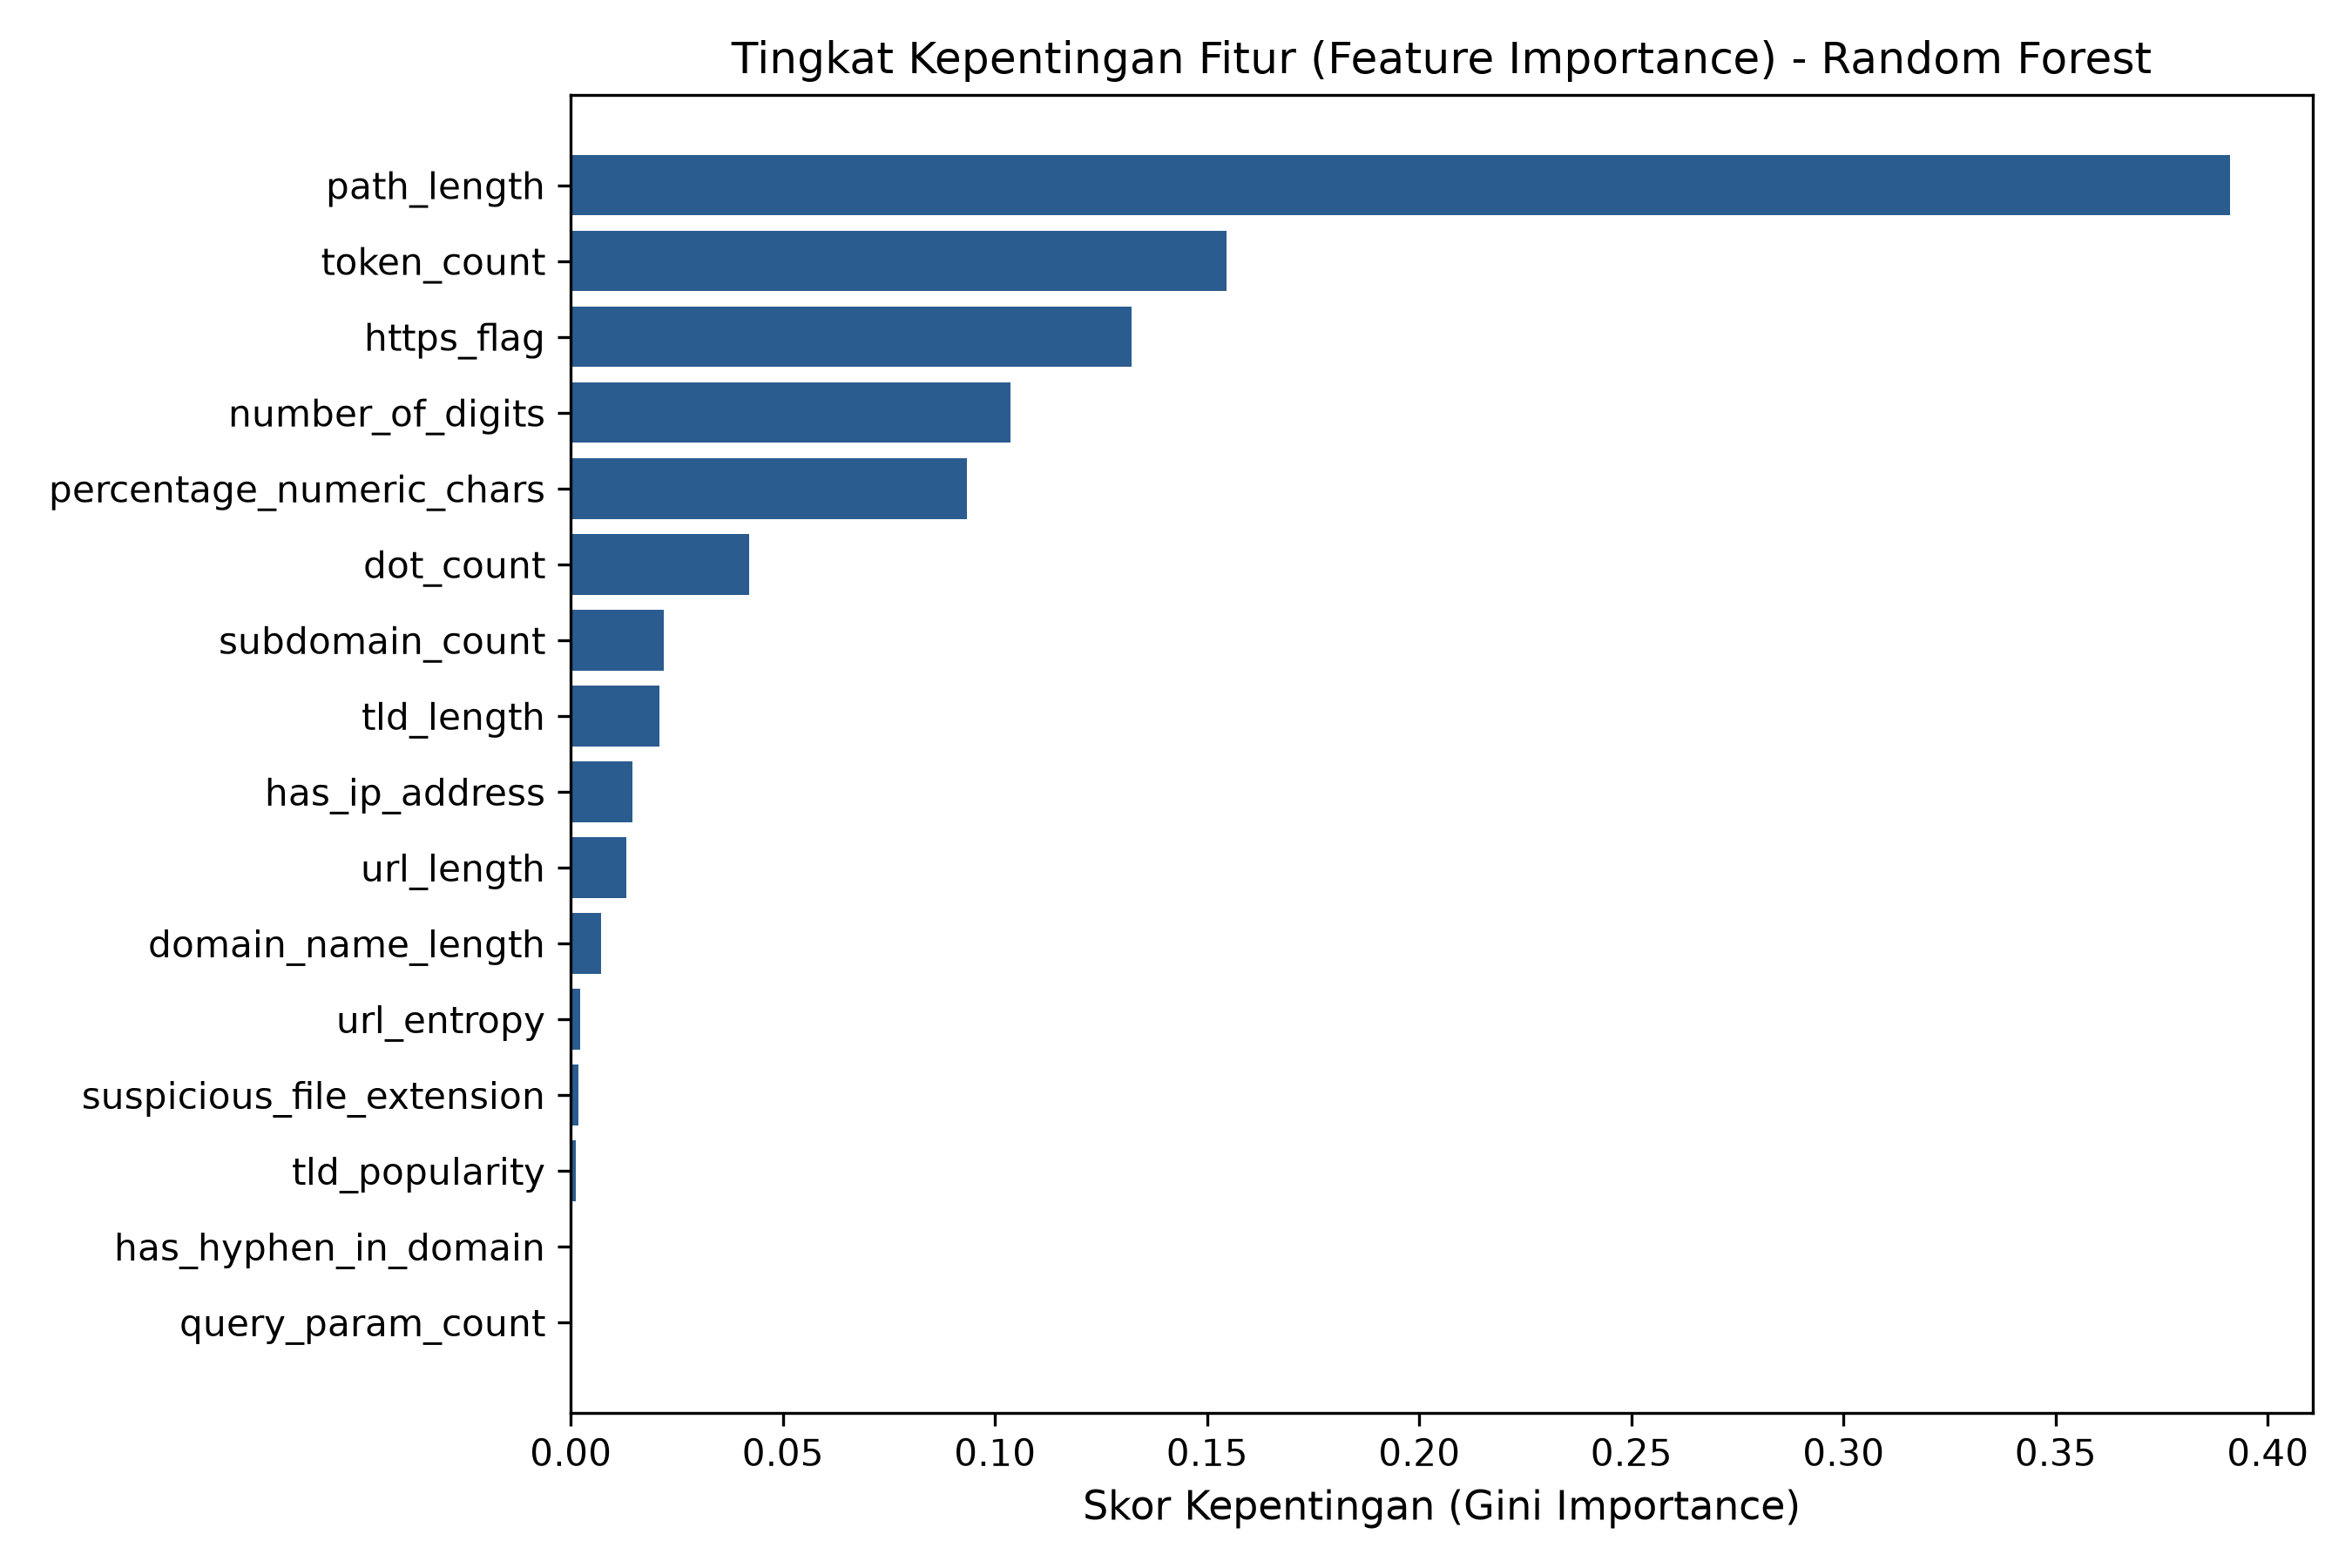 Tingkat Kepentingan Fitur (Feature Importance) - Random Forest
path_length
token_count
https_flag
number_of_digits
percentage_numeric_chars
dot_count
subdomain_count
tld_length
has_ip_address
url_length
domain_name_length
url_entropy
suspicious_file_extension
tld_popularity
has_hyphen_in_domain
query_param_count
0.00 0.05 0.10 0.15 0.20 0.25 0.30 0.35 0.40
Skor Kepentingan (Gini Importance)